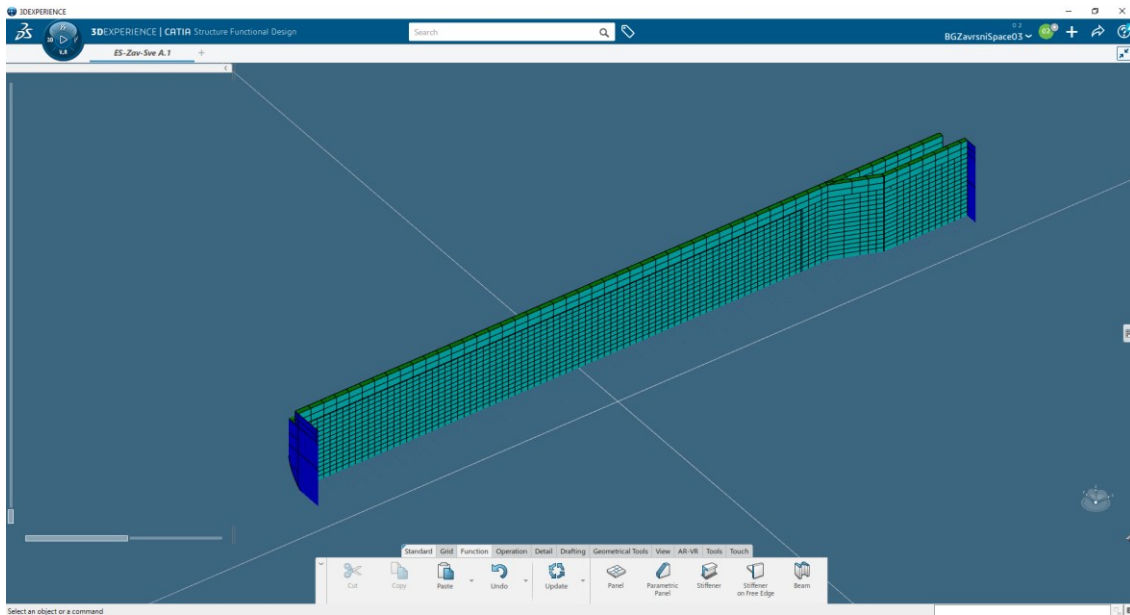 3DEXPERIENCE
3DEXPERIENCE | CATIA Structure Functional Design
Search
BGZavrsniSpace03
3D
V.R
ES-Zav-Sve A.1
Standard Grid Function Operation Detail Drafting Geometrical Tools View AR-VR Tools Touch
Cut Copy Paste Undo Update Panel Parametric Panel Stiffener Stiffener on Free Edge Beam
Select an object or a command